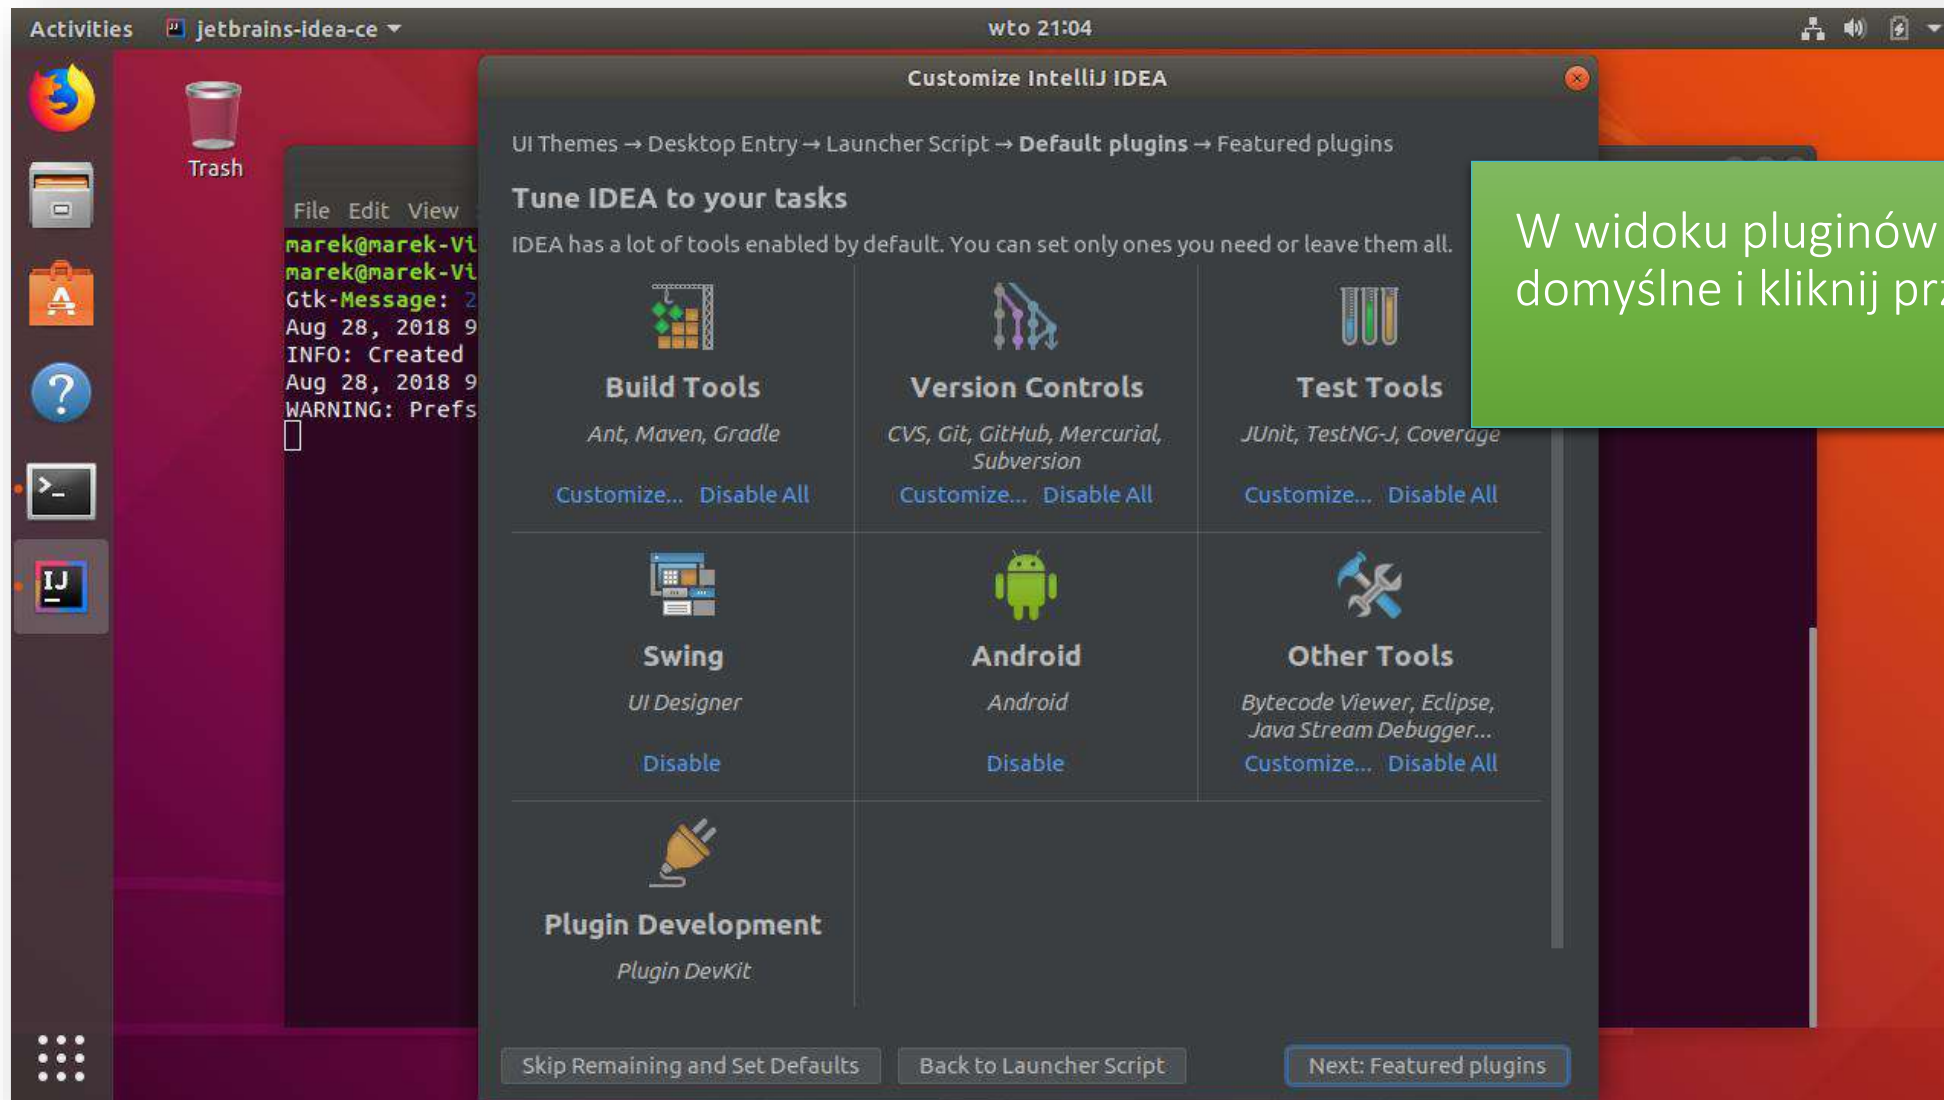 Activities jetbrains-idea-ce wto 21:04
Customize IntelliJ IDEA
Trash
UI Themes → Desktop Entry → Launcher Script → Default plugins → Featured plugins
Tune IDEA to your tasks
IDEA has a lot of tools enabled by default. You can set only ones you need or leave them all.
W widoku pluginów
domyślne i kliknij
File Edit View
marek@marek-Vi
marek@marek-Vi
Gtk-Message: 2
Aug 28, 2018 9
INFO: Created
Aug 28, 2018 9
WARNING: Prefs
Build Tools
Ant, Maven, Gradle
Customize... Disable All
Version Controls
CVS, Git, GitHub, Mercurial,
Subversion
Customize... Disable All
Test Tools
JUnit, TestNG-J, Coverage
Customize... Disable All
Swing
UI Designer
Disable
Android
Android
Disable
Other Tools
Bytecode Viewer, Eclipse,
Java Stream Debugger...
Customize... Disable All
Plugin Development
Plugin DevKit
IJ
Skip Remaining and Set Defaults
Back to Launcher Script
Next: Featured plugins